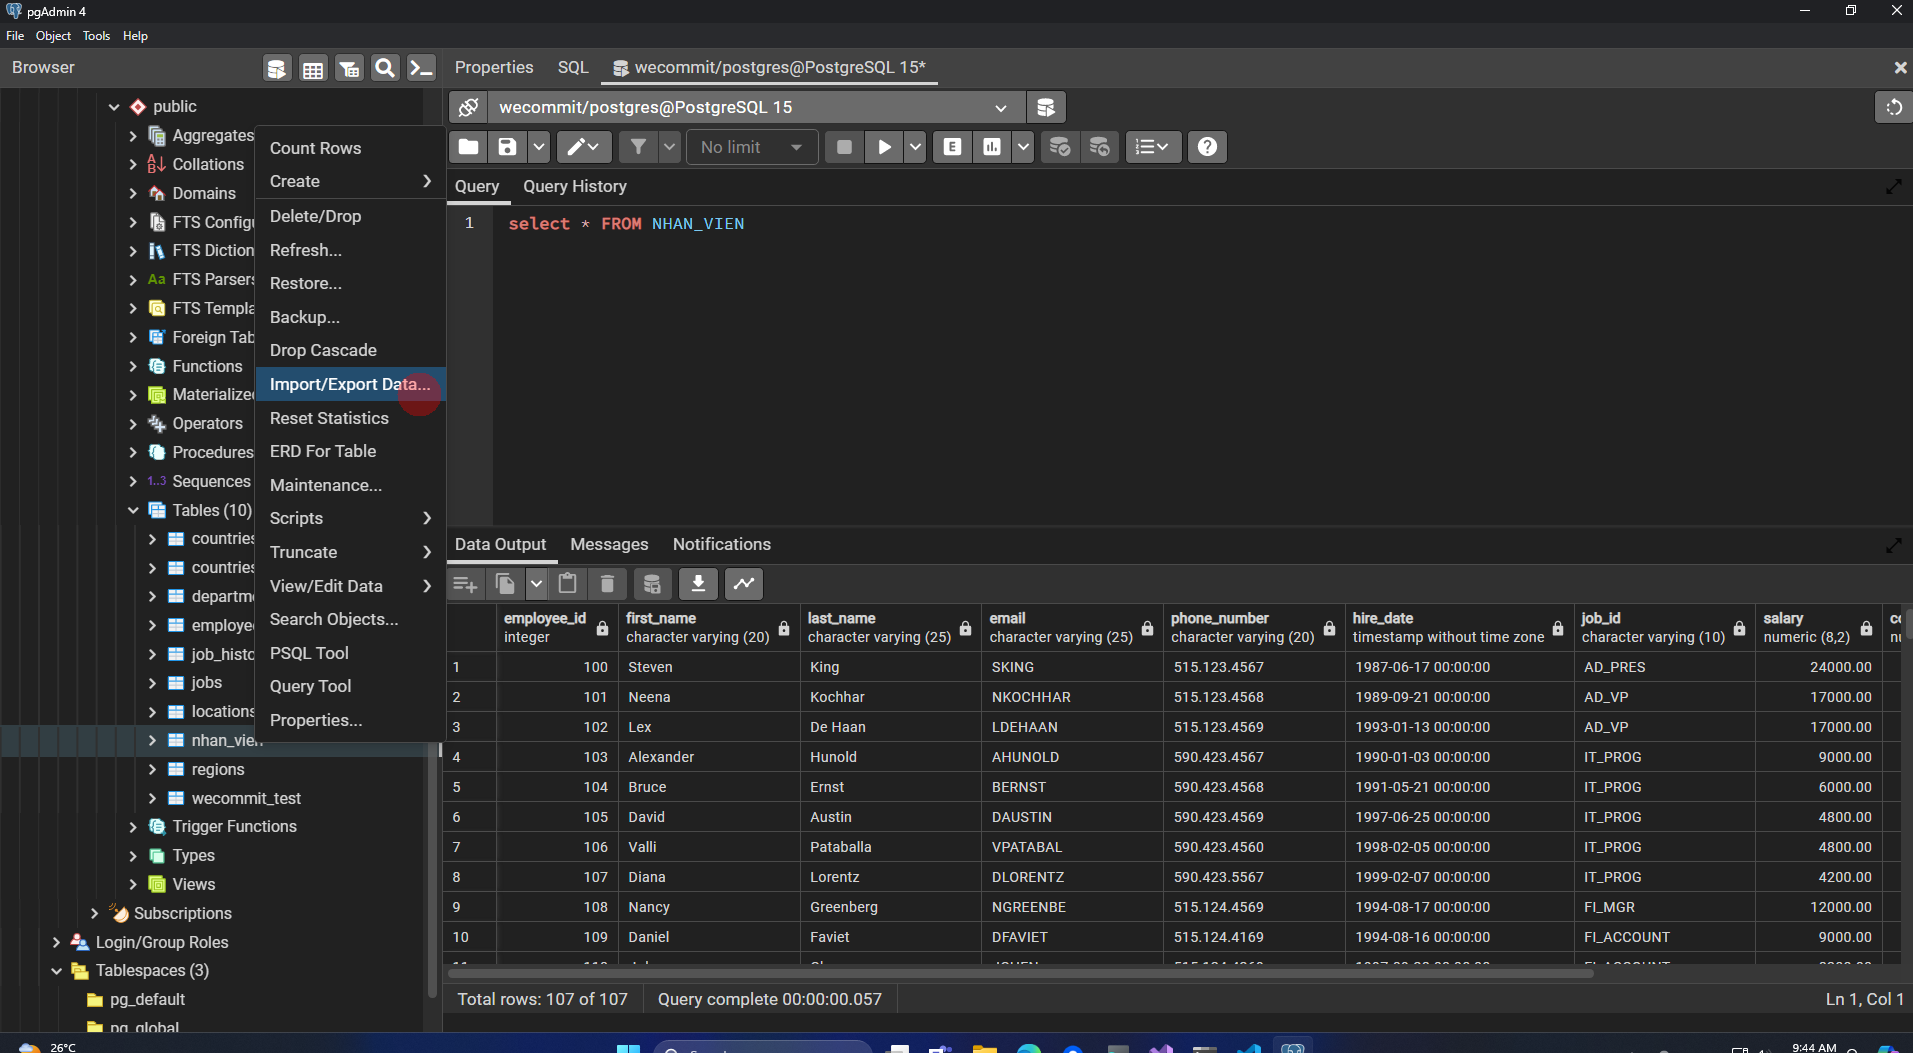 pgAdmin 4
File Object Tools Help
Browser
Properties SQL wecommit/postgres@PostgreSQL 15*
wecommit/postgres@PostgreSQL 15
No limit
E
Query Query History
1 select * FROM NHAN_VIEN
public
Aggregates
Collations
Domains
FTS Configu
FTS Diction
Aa FTS Parsers
FTS Templa
Foreign Tab
Functions
Materialize
Operators
Procedures
1..3 Sequences
Tables (10)
countries
countries
departm
employe
job_histo
jobs
locations
nhan_vien
regions
wecommit_test
Trigger Functions
Types
Views
Subscriptions
Login/Group Roles
Tablespaces (3)
pg_default
pg_global
Count Rows
Create
Delete/Drop
Refresh...
Restore...
Backup...
Drop Cascade
Import/Export Data...
Reset Statistics
ERD For Table
Maintenance...
Scripts
Truncate
View/Edit Data
Search Objects...
PSQL Tool
Query Tool
Properties...
Data Output Messages Notifications
employee_id first_name last_name email phone_number hire_date job_id salary
integer character varying (20) character varying (25) character varying (25) character varying (20) timestamp without time zone character varying (10) numeric (8,2)
1 100 Steven King SKING 515.123.4567 1987-06-17 00:00:00 AD_PRES 24000.00
2 101 Neena Kochhar NKOCHHAR 515.123.4568 1989-09-21 00:00:00 AD_VP 17000.00
3 102 Lex De Haan LDEHAAN 515.123.4569 1993-01-13 00:00:00 AD_VP 17000.00
4 103 Alexander Hunold AHUNOLD 590.423.4567 1990-01-03 00:00:00 IT_PROG 9000.00
5 104 Bruce Ernst BERNST 590.423.4568 1991-05-21 00:00:00 IT_PROG 6000.00
6 105 David Austin DAUSTIN 590.423.4569 1997-06-25 00:00:00 IT_PROG 4800.00
7 106 Valli Pataballa VPATABAL 590.423.4560 1998-02-05 00:00:00 IT_PROG 4800.00
8 107 Diana Lorentz DLORENTZ 590.423.5567 1999-02-07 00:00:00 IT_PROG 4200.00
9 108 Nancy Greenberg NGREENBE 515.124.4569 1994-08-17 00:00:00 FI_MGR 12000.00
10 109 Daniel Faviet DFAVIET 515.124.4169 1994-08-16 00:00:00 FI_ACCOUNT 9000.00
Total rows: 107 of 107 Query complete 00:00:00.057 Ln 1, Col 1
26°C
9:44 AM